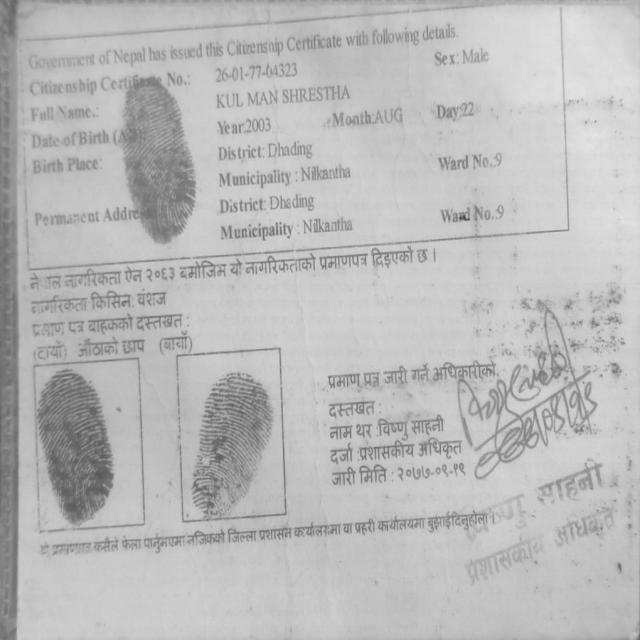 Government of Nepal has issued this Citizenship Certificate with following details.
Citizenship Certificate No.: 26-01-77-04323 Sex: Male
Full Name.: KUL MAN SHRESTHA
Date of Birth (A Year:2003 Month:AUG Day:22
Birth Place: District: Dhading
Municipality : Nilkantha Ward No.:9
Permanent Addre District: Dhading
Municipality : Nilkantha Ward No.:9
नेपाल नागरिकता ऐन २०६३ बमोजिम यो नागरिकताको प्रमाणपत्र दिइएको छ ।
नागरिकता किसिम: वंशज
प्रमाण पत्र बाहकको दस्तखत :
(दायाँ) औंठाको छाप (बायाँ)
प्रमाण पत्र जारी गर्ने अधिकारीको
दस्तखत :
नाम थर: विष्णु साहनी
दर्जा :प्रशासकीय अधिकृत
जारी मिति : २०७७-०९-१९
यो प्रमाणपत्र कसैले फेला पार्नुभएमा नजिकको जिल्ला प्रशासन कार्यालयमा वा प्रहरी कार्यालयमा बुझाईदिनुहोला
साहनी
प्रशासकीय अधिकृत